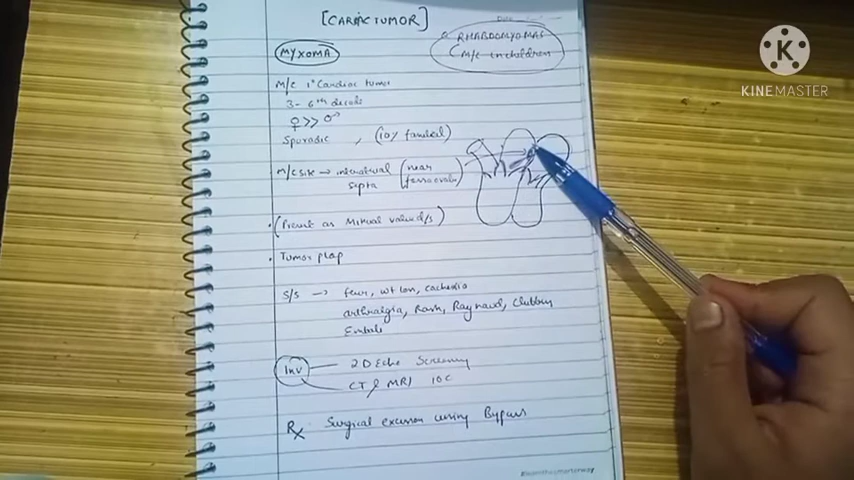 [CARDIAC TUMOR]
Date
RHABDOMYOMAS
M/C in children
MYXOMA
M/C 1° Cardiac tumor
3 - 6th decade
♀ >> ♂
Sporadic , (10% familial)
M/C site → interatrial (near
septa fossa ovalis)
• (Present as Mitral valve d/s)
• Tumor plop
S/S → fever, wt loss, cachexia
arthralgia, Rash, Raynaud, Clubbing
Emboli
Inv 2D Echo Screening
CT & MRI IOC
Rx Surgical excision using Bypass
K
KINEMASTER